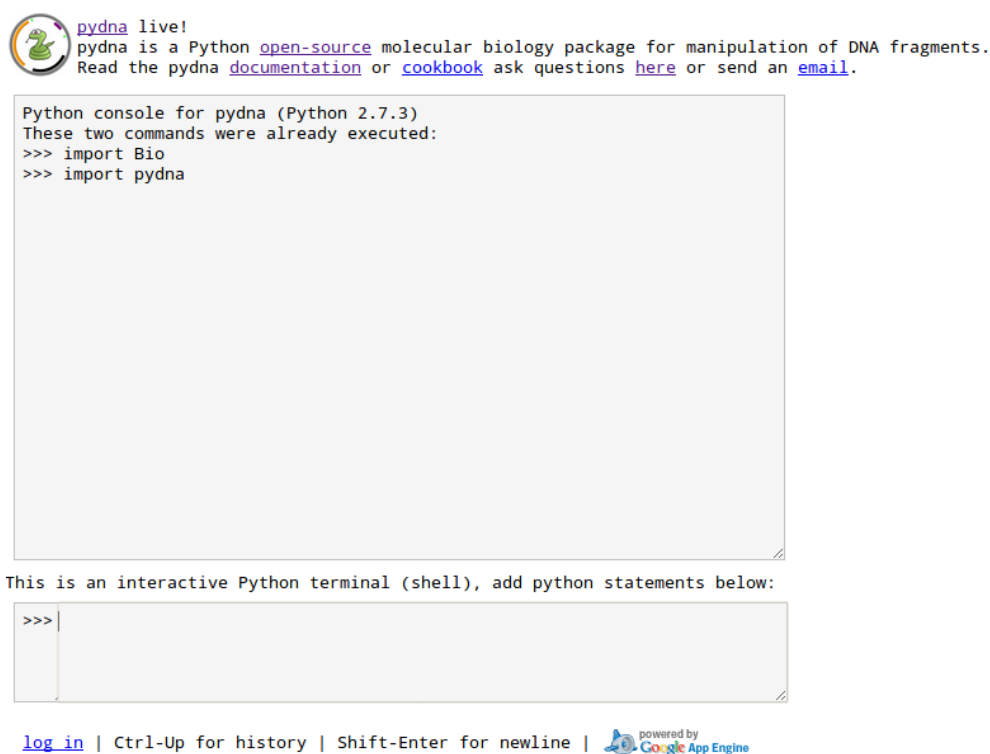 pydna live!
pydna is a Python open-source molecular biology package for manipulation of DNA fragments.
Read the pydna documentation or cookbook ask questions here or send an email.
Python console for pydna (Python 2.7.3)
These two commands were already executed:
>>> import Bio
>>> import pydna
This is an interactive Python terminal (shell), add python statements below:
>>>
log in | Ctrl-Up for history | Shift-Enter for newline | powered by Google App Engine